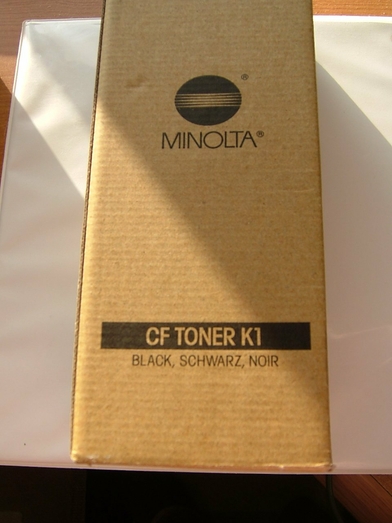 ®
MINOLTA®
CF TONER K1
BLACK, SCHWARZ, NOIR